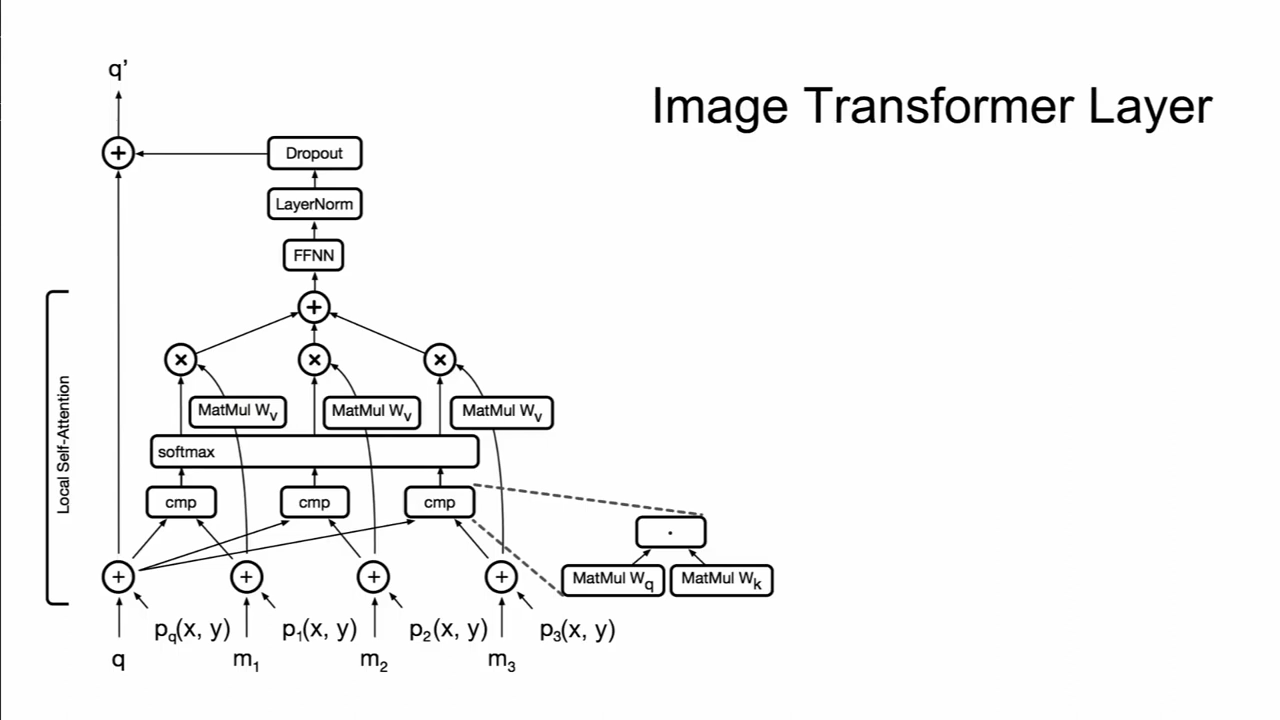 Image Transformer Layer
q’
+
Dropout
LayerNorm
FFNN
+
× × ×
MatMul Wv MatMul Wv MatMul Wv
softmax
cmp cmp cmp
.
MatMul Wq MatMul Wk
+ + + +
pq(x, y) p1(x, y) p2(x, y) p3(x, y)
q m1 m2 m3
Local Self-Attention